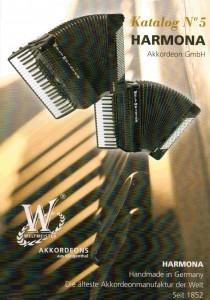 Katalog Nº 5
HARMONA
Akkordeon GmbH
W
WELTMEISTER
AKKORDEONS
aus Klingenthal
HARMONA
Handmade in Germany
Die älteste Akkordeonmanufaktur der Welt
Seit 1852